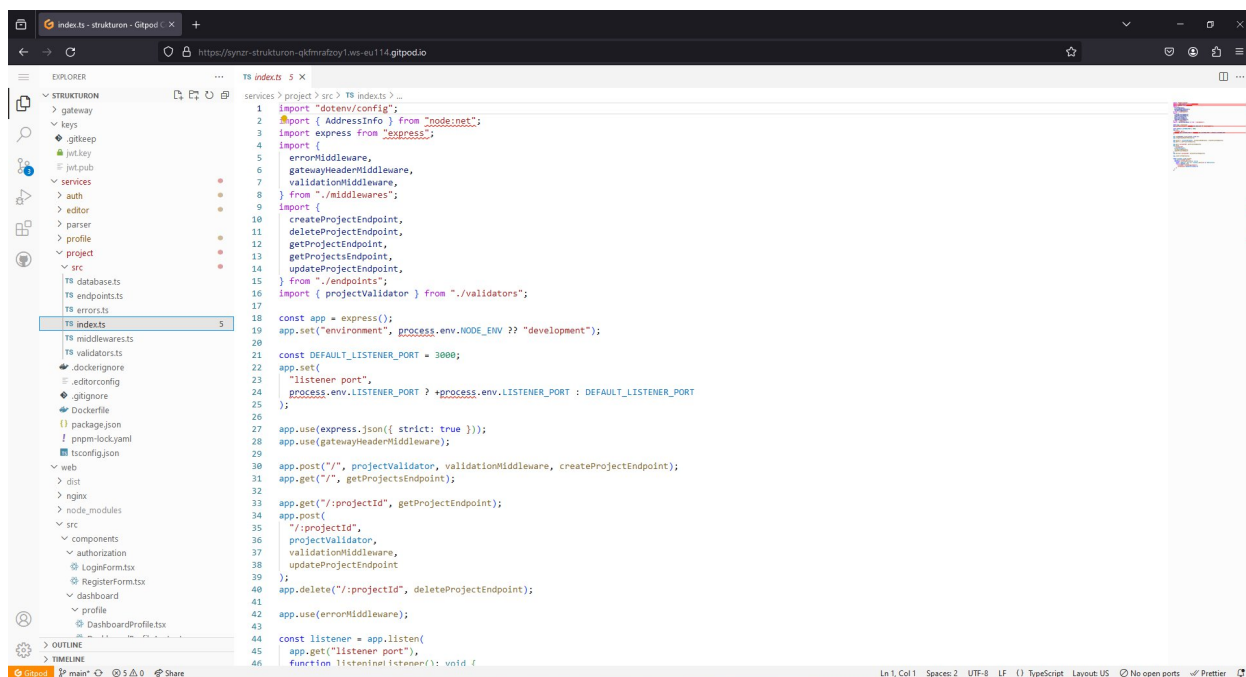 index.ts - strukturon - Gitpod
https://synzr-strukturon-qkfmrafzoy1.ws-eu114.gitpod.io
EXPLORER
STRUKTURON
gateway
keys
.gitkeep
jwt.key
jwt.pub
services
auth
editor
parser
profile
project
src
TS database.ts
TS endpoints.ts
TS errors.ts
TS index.ts 5
TS middlewares.ts
TS validators.ts
.dockerignore
.editorconfig
.gitignore
Dockerfile
package.json
pnpm-lock.yaml
tsconfig.json
web
dist
nginx
node_modules
src
components
authorization
LoginForm.tsx
RegisterForm.tsx
dashboard
profile
DashboardProfile.tsx
OUTLINE
TIMELINE
3
TS index.ts 5
services > project > src > TS index.ts > ...
1 import "dotenv/config";
2 import { AddressInfo } from "node:net";
3 import express from "express";
4 import {
5 errorMiddleware,
6 gatewayHeaderMiddleware,
7 validationMiddleware,
8 } from "./middlewares";
9 import {
10 createProjectEndpoint,
11 deleteProjectEndpoint,
12 getProjectEndpoint,
13 getProjectsEndpoint,
14 updateProjectEndpoint,
15 } from "./endpoints";
16 import { projectValidator } from "./validators";
17
18 const app = express();
19 app.set("environment", process.env.NODE_ENV ?? "development");
20
21 const DEFAULT_LISTENER_PORT = 3000;
22 app.set(
23 "listener port",
24 process.env.LISTENER_PORT ? +process.env.LISTENER_PORT : DEFAULT_LISTENER_PORT
25 );
26
27 app.use(express.json({ strict: true }));
28 app.use(gatewayHeaderMiddleware);
29
30 app.post("/", projectValidator, validationMiddleware, createProjectEndpoint);
31 app.get("/", getProjectsEndpoint);
32
33 app.get("/:projectId", getProjectEndpoint);
34 app.post(
35 "/:projectId",
36 projectValidator,
37 validationMiddleware,
38 updateProjectEndpoint
39 );
40 app.delete("/:projectId", deleteProjectEndpoint);
41
42 app.use(errorMiddleware);
43
44 const listener = app.listen(
45 app.get("listener port"),
46 function listeningListener(): void {
Gitpod main* 5 0 Share Ln 1, Col 1 Spaces: 2 UTF-8 LF {} TypeScript Layout: US No open ports Prettier